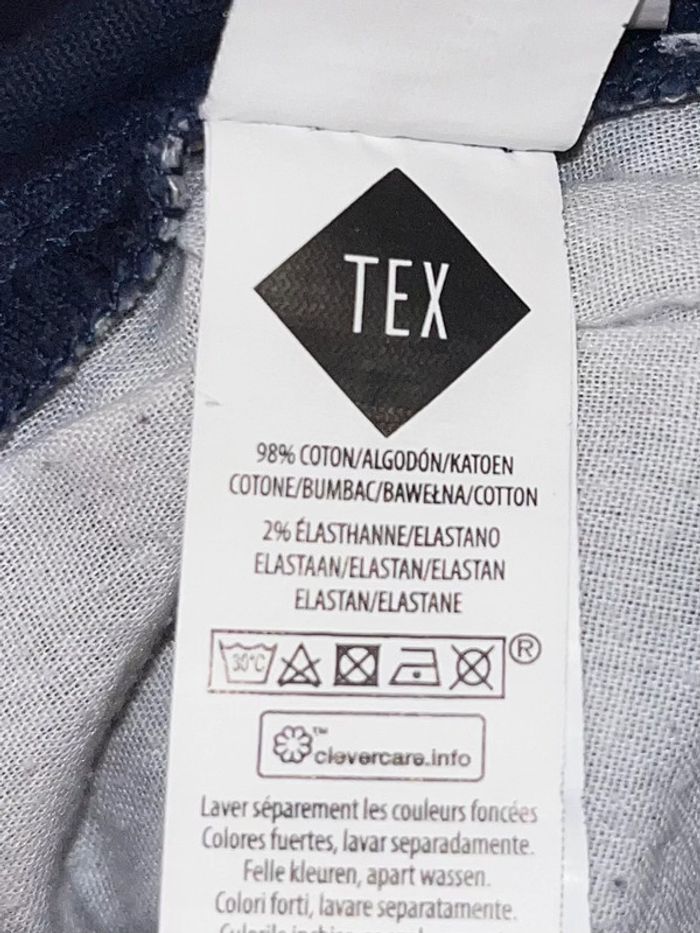 TEX
98% COTON/ALGODÓN/KATOEN
COTONE/BUMBAC/BAWEŁNA/COTTON
2% ÉLASTHANNE/ELASTANO
ELASTAAN/ELASTAN/ELASTAN
ELASTAN/ELASTANE
30°C ®
™
clevercare.info
Laver séparement les couleurs foncées
Colores fuertes, lavar separadamente.
Felle kleuren, apart wassen.
Colori forti, lavare separatamente.